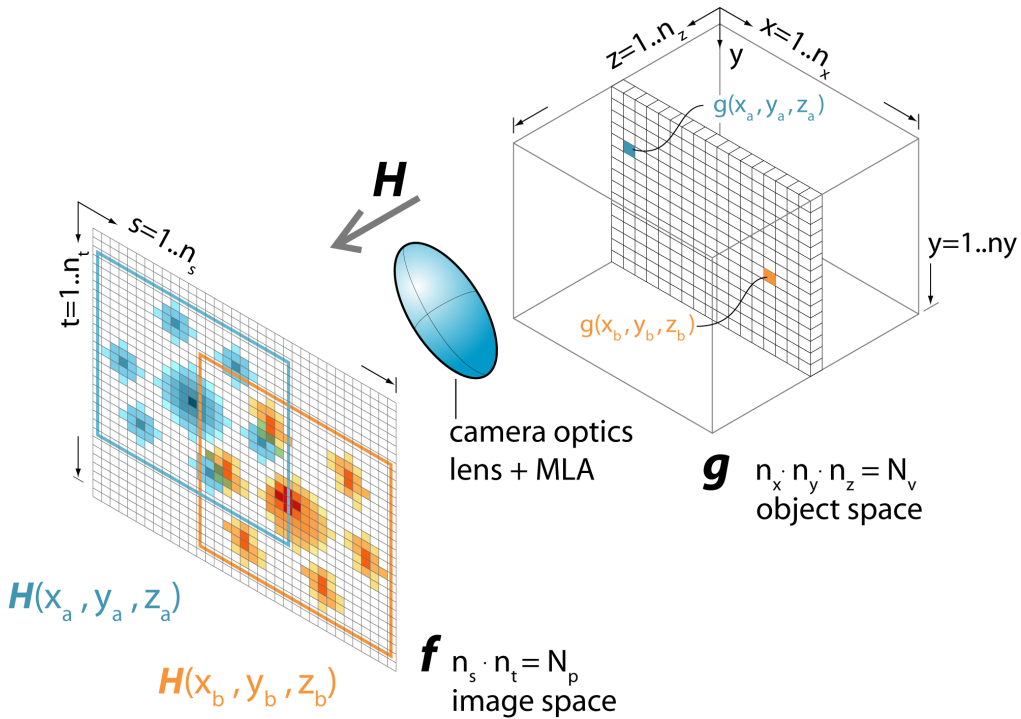 z=1..n_z
x=1..n_x
y
g(x_a, y_a, z_a)
H
s=1..n_s
t=1..n_t
y=1..ny
g(x_b, y_b, z_b)
camera optics
lens + MLA
g n_x · n_y · n_z = N_v
object space
H(x_a, y_a, z_a)
H(x_b, y_b, z_b)
f n_s · n_t = N_p
image space